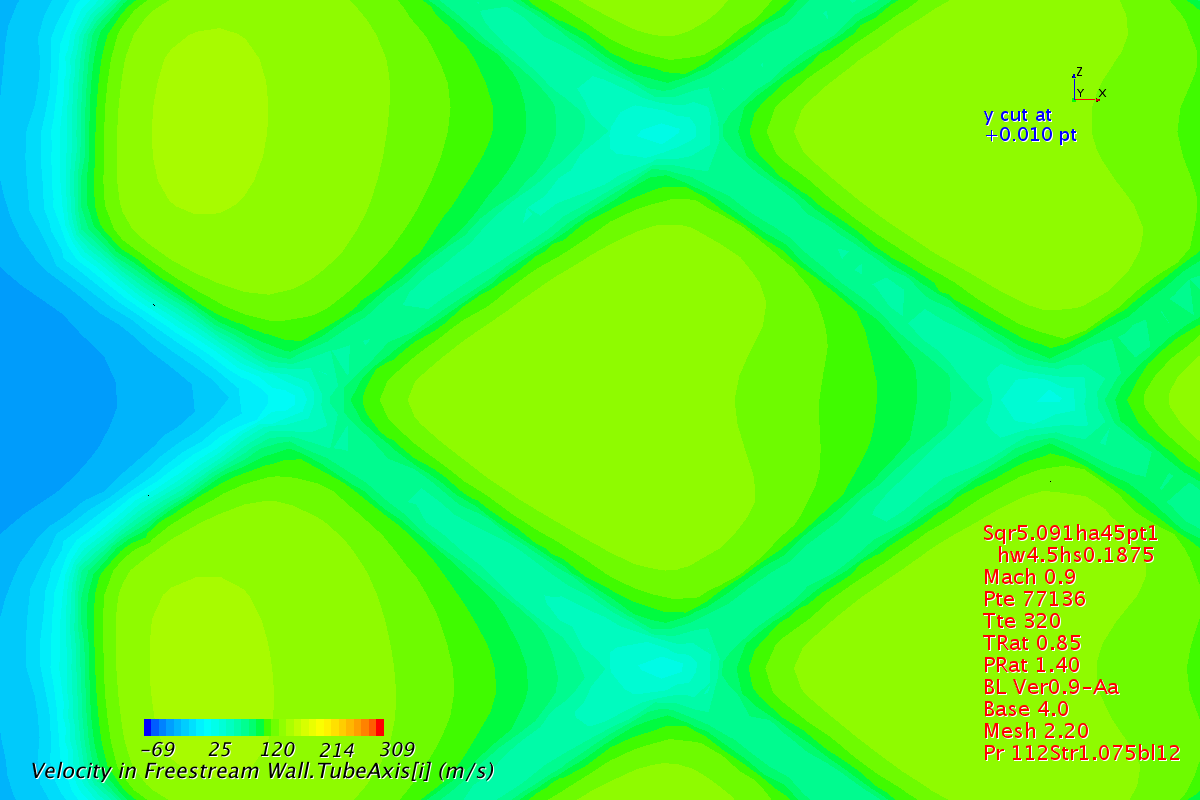 Z
Y X
y cut at
+0.010 pt
Sqr5.091ha45pt1
hw4.5hs0.1875
Mach 0.9
Pte 77136
Tte 320
TRat 0.85
PRat 1.40
BL Ver0.9-Aa
Base 4.0
Mesh 2.20
Pr 112Str1.075bl12
-69 25 120 214 309
Velocity in Freestream Wall.TubeAxis[i] (m/s)